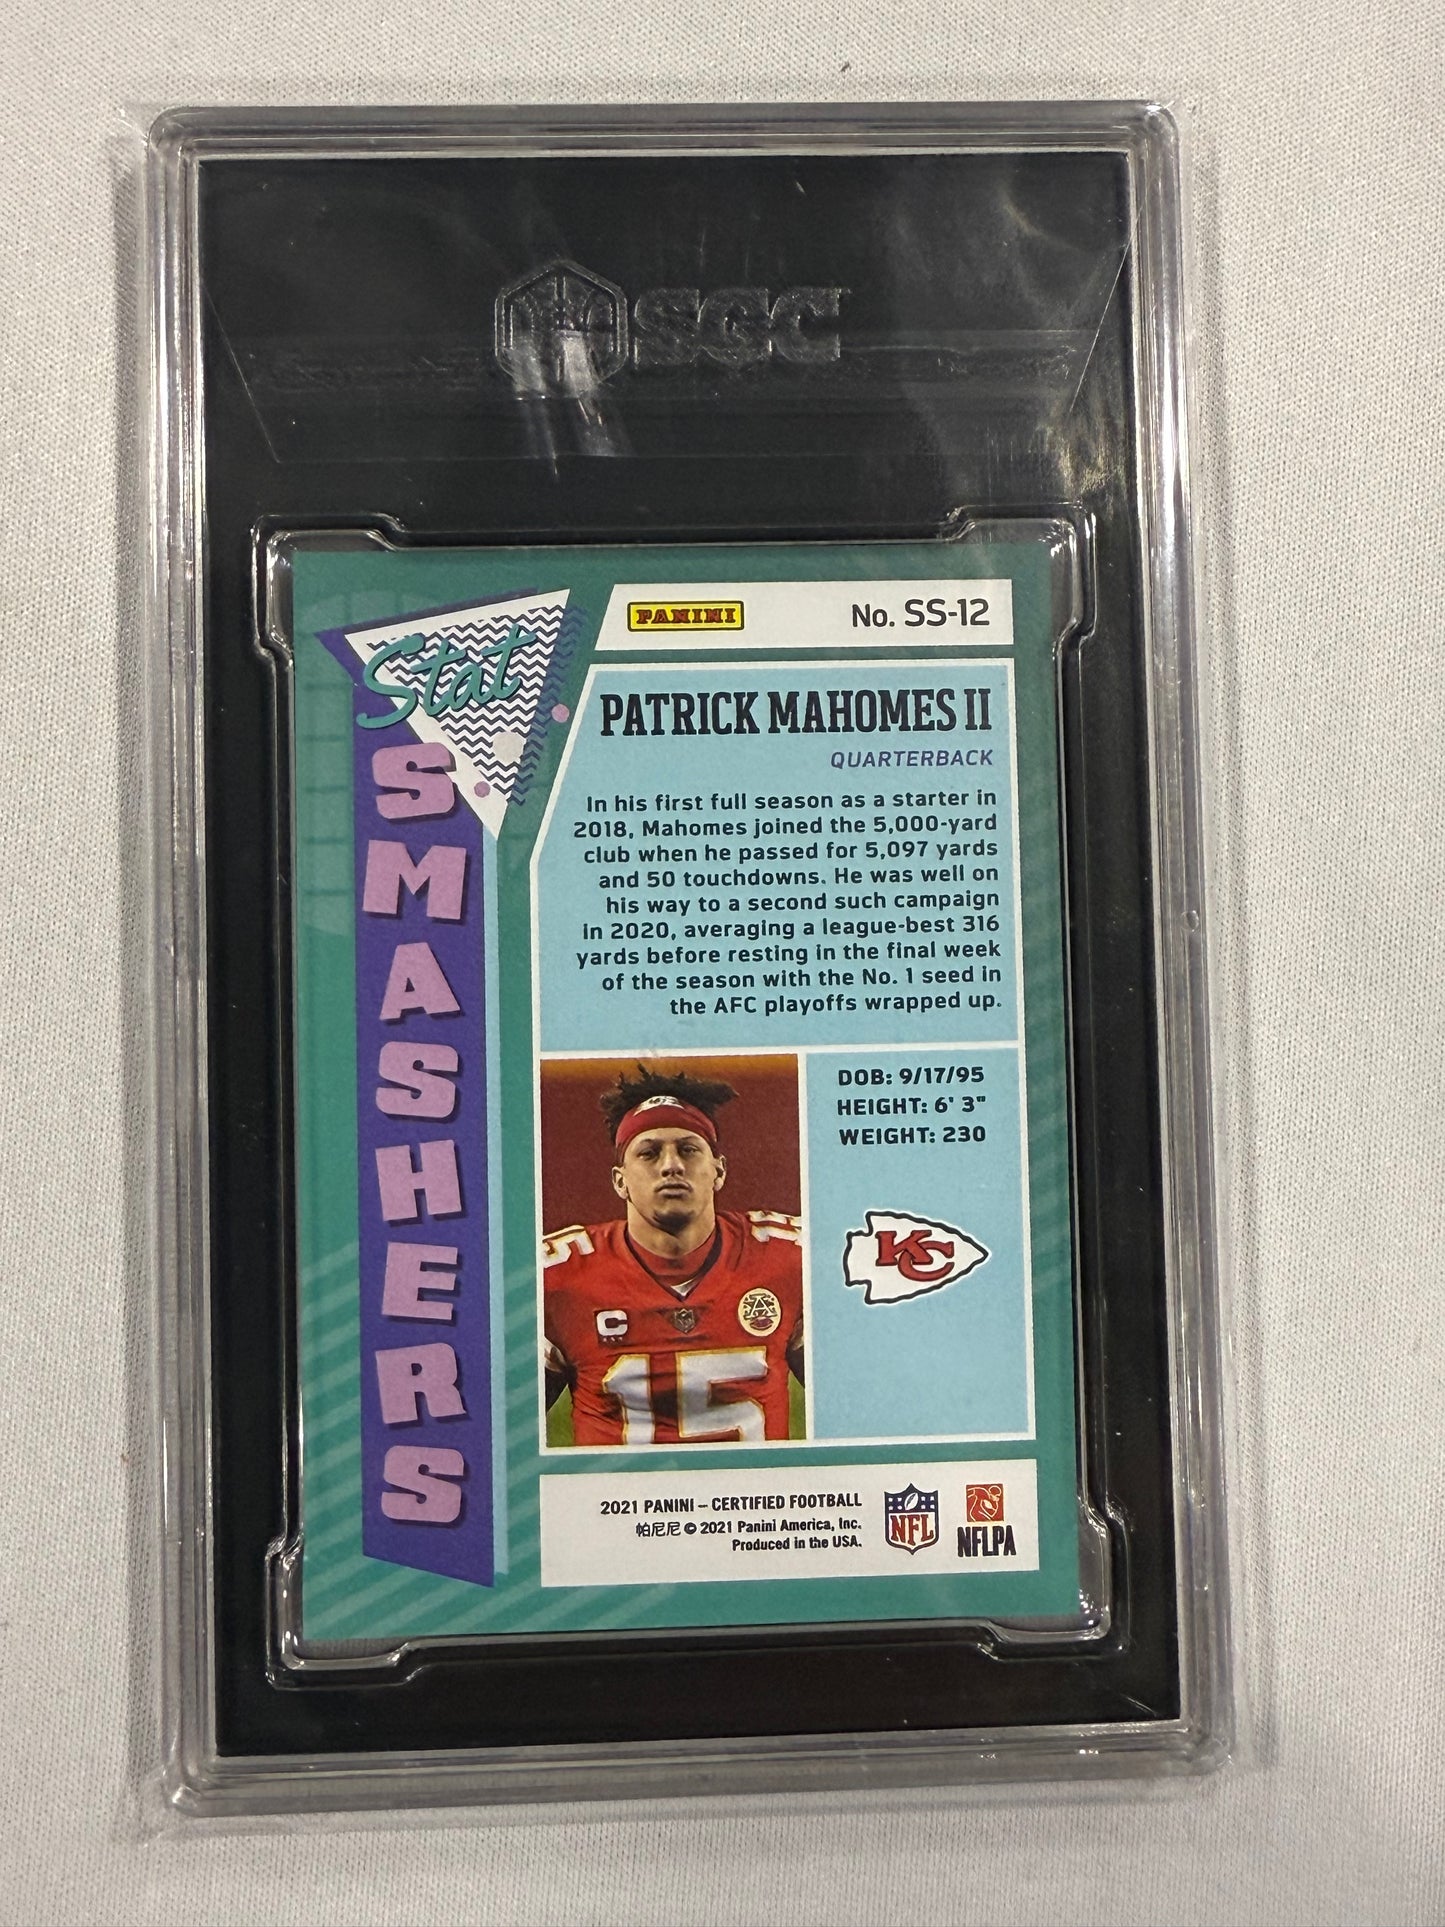 SGC
PANINI
No. SS-12
Stat
SMASHERS
PATRICK MAHOMES II
QUARTERBACK
In his first full season as a starter in
2018, Mahomes joined the 5,000-yard
club when he passed for 5,097 yards
and 50 touchdowns. He was well on
his way to a second such campaign
in 2020, averaging a league-best 316
yards before resting in the final week
of the season with the No. 1 seed in
the AFC playoffs wrapped up.
DOB: 9/17/95
HEIGHT: 6' 3"
WEIGHT: 230
KC
15
15
C
15
2021 PANINI – CERTIFIED FOOTBALL
帕尼尼 © 2021 Panini America, Inc.
Produced in the USA.
NFL
NFLPA